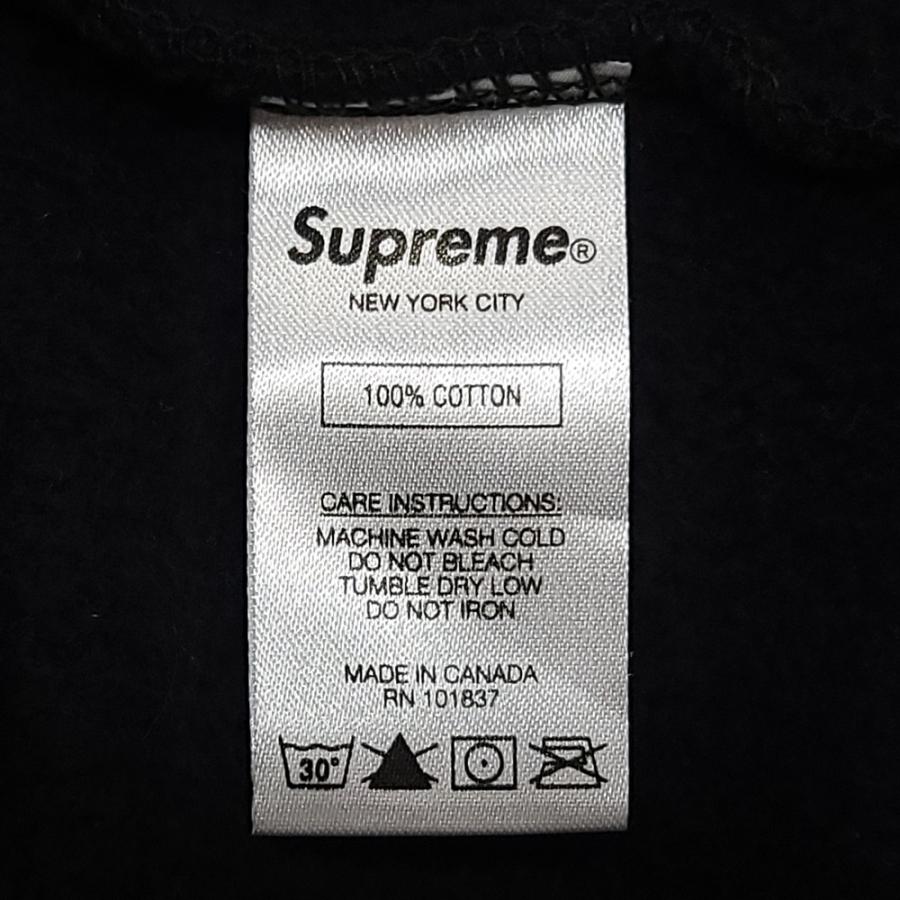 Supreme®
NEW YORK CITY
100% COTTON
CARE INSTRUCTIONS:
MACHINE WASH COLD
DO NOT BLEACH
TUMBLE DRY LOW
DO NOT IRON
MADE IN CANADA
RN 101837
30°